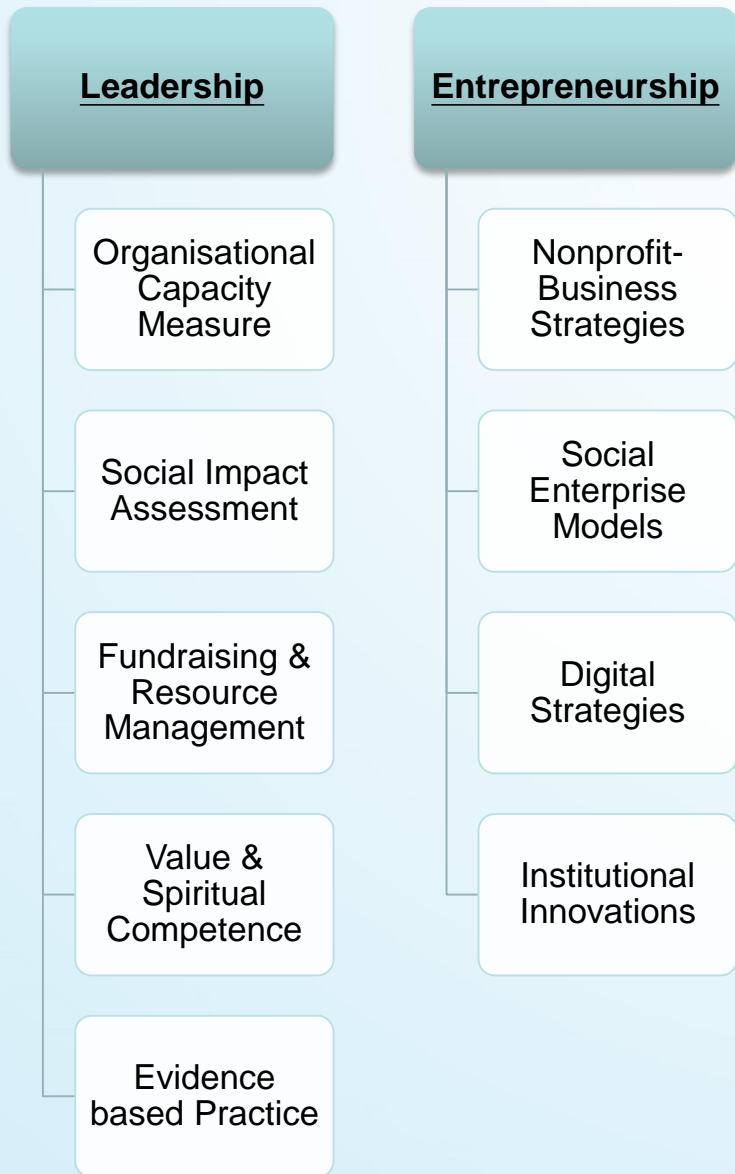 Leadership
Organisational
Capacity
Measure
Social Impact
Assessment
Fundraising &
Resource
Management
Value &
Spiritual
Competence
Evidence
based Practice
Entrepreneurship
Nonprofit-
Business
Strategies
Social
Enterprise
Models
Digital
Strategies
Institutional
Innovations